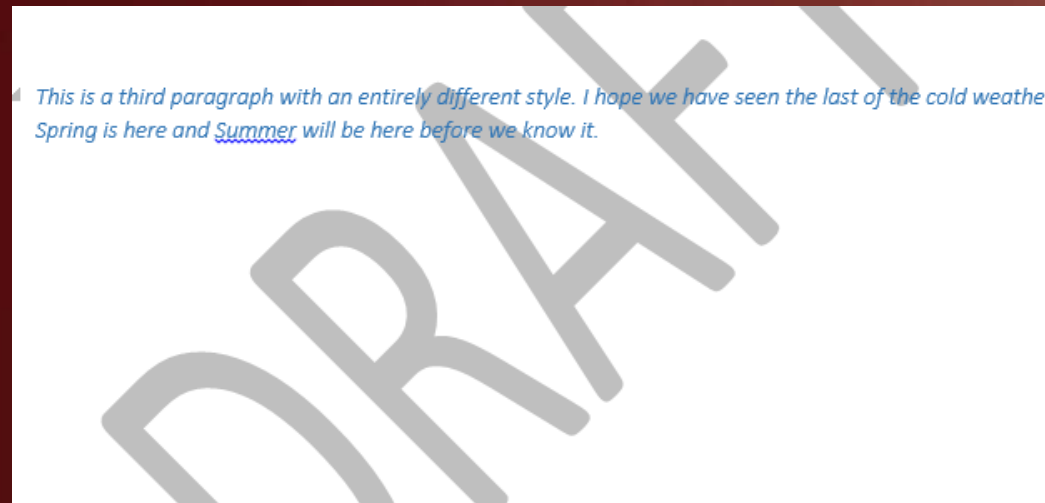 This is a third paragraph with an entirely different style. I hope we have seen the last of the cold weathe
Spring is here and Summer will be here before we know it.
DRAFT